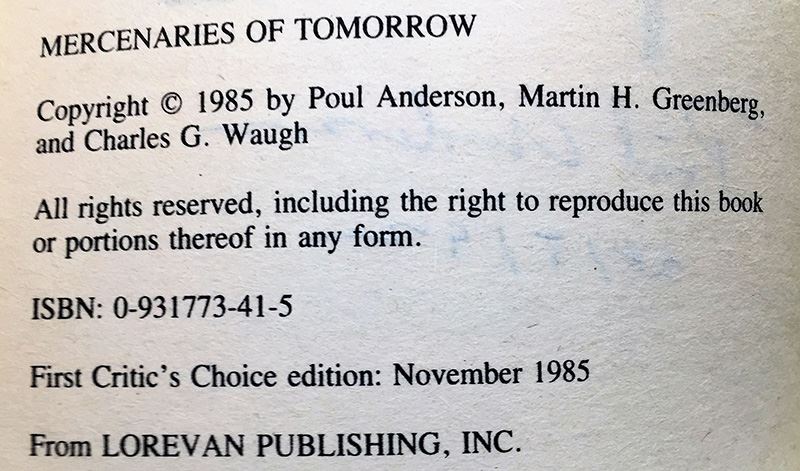 MERCENARIES OF TOMORROW
Copyright © 1985 by Poul Anderson, Martin H. Greenberg,
and Charles G. Waugh
All rights reserved, including the right to reproduce this book
or portions thereof in any form.
ISBN: 0-931773-41-5
First Critic's Choice edition: November 1985
From LOREVAN PUBLISHING, INC.